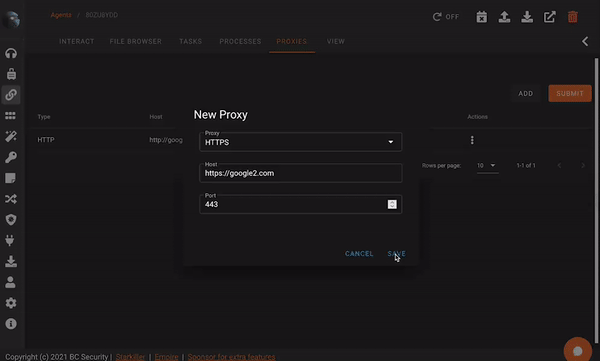 Agents / 80ZU6YDD
OFF
INTERACT FILE BROWSER TASKS PROCESSES PROXIES VIEW
ADD SUBMIT
Type Host Actions
HTTP http://goog
Rows per page: 10 1-1 of 1
New Proxy
Proxy
HTTPS
Host
https://google2.com
Port
443
CANCEL SAVE
Copyright (c) 2021 BC Security | Starkiller | Empire | Sponsor for extra features